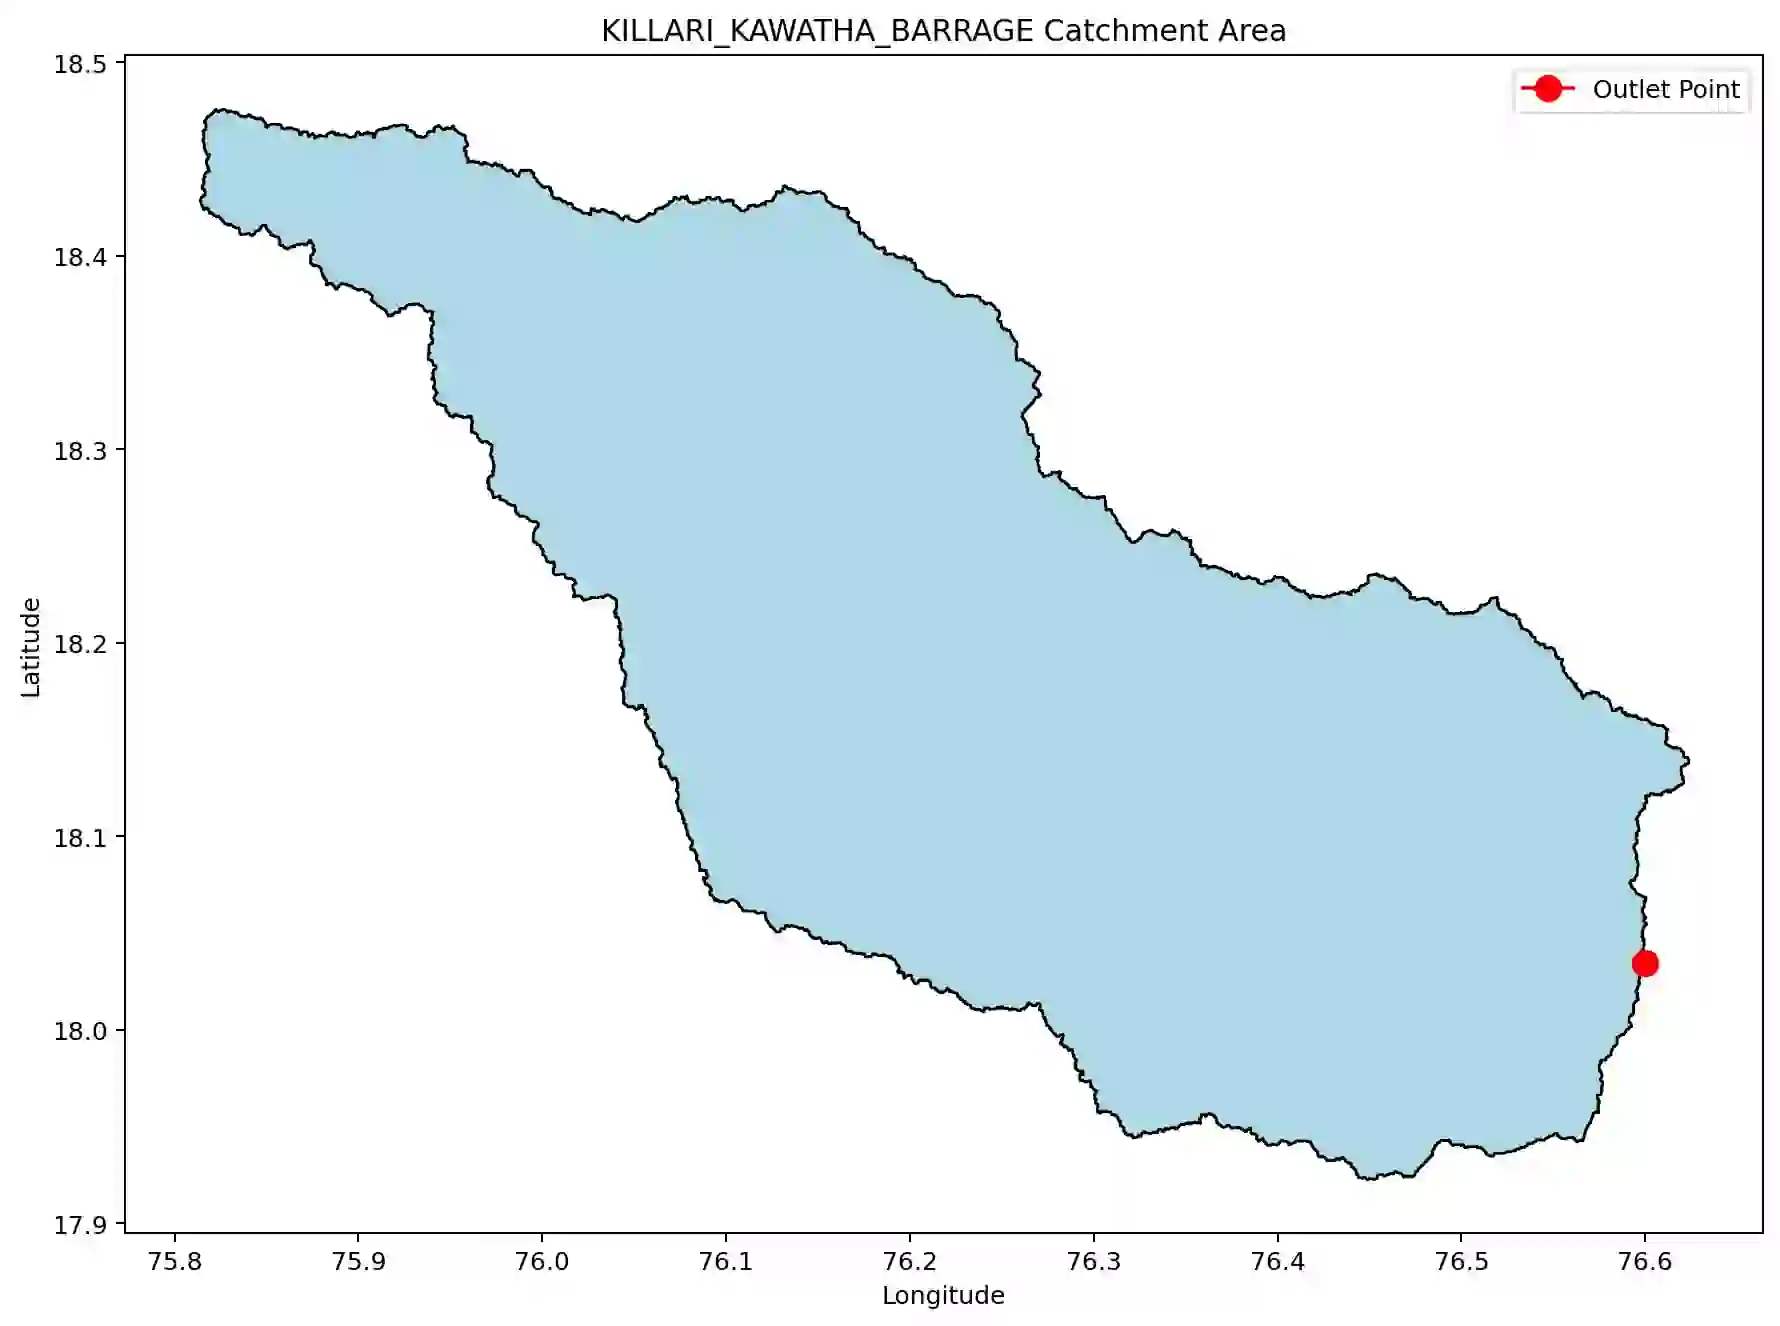 KILLARI_KAWATHA_BARRAGE Catchment Area
Outlet Point
18.5
18.4
18.3
18.2
18.1
18.0
17.9
Latitude
75.8 75.9 76.0 76.1 76.2 76.3 76.4 76.5 76.6
Longitude